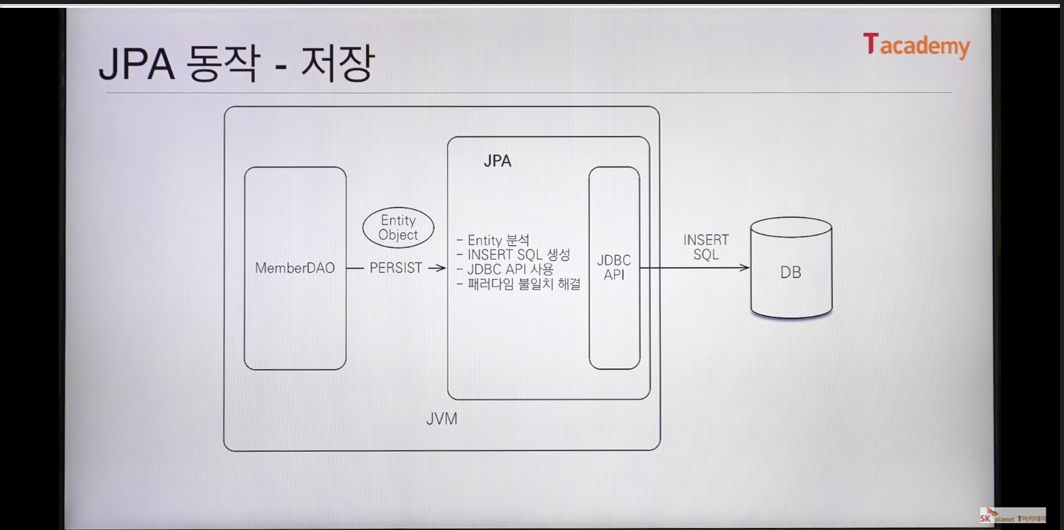 JPA 동작 - 저장
T academy
JPA
Entity
Object
MemberDAO
PERSIST
- Entity 분석
- INSERT SQL 생성
- JDBC API 사용
- 패러다임 불일치 해결
JDBC
API
INSERT
SQL
DB
JVM
SK planet T아카데미